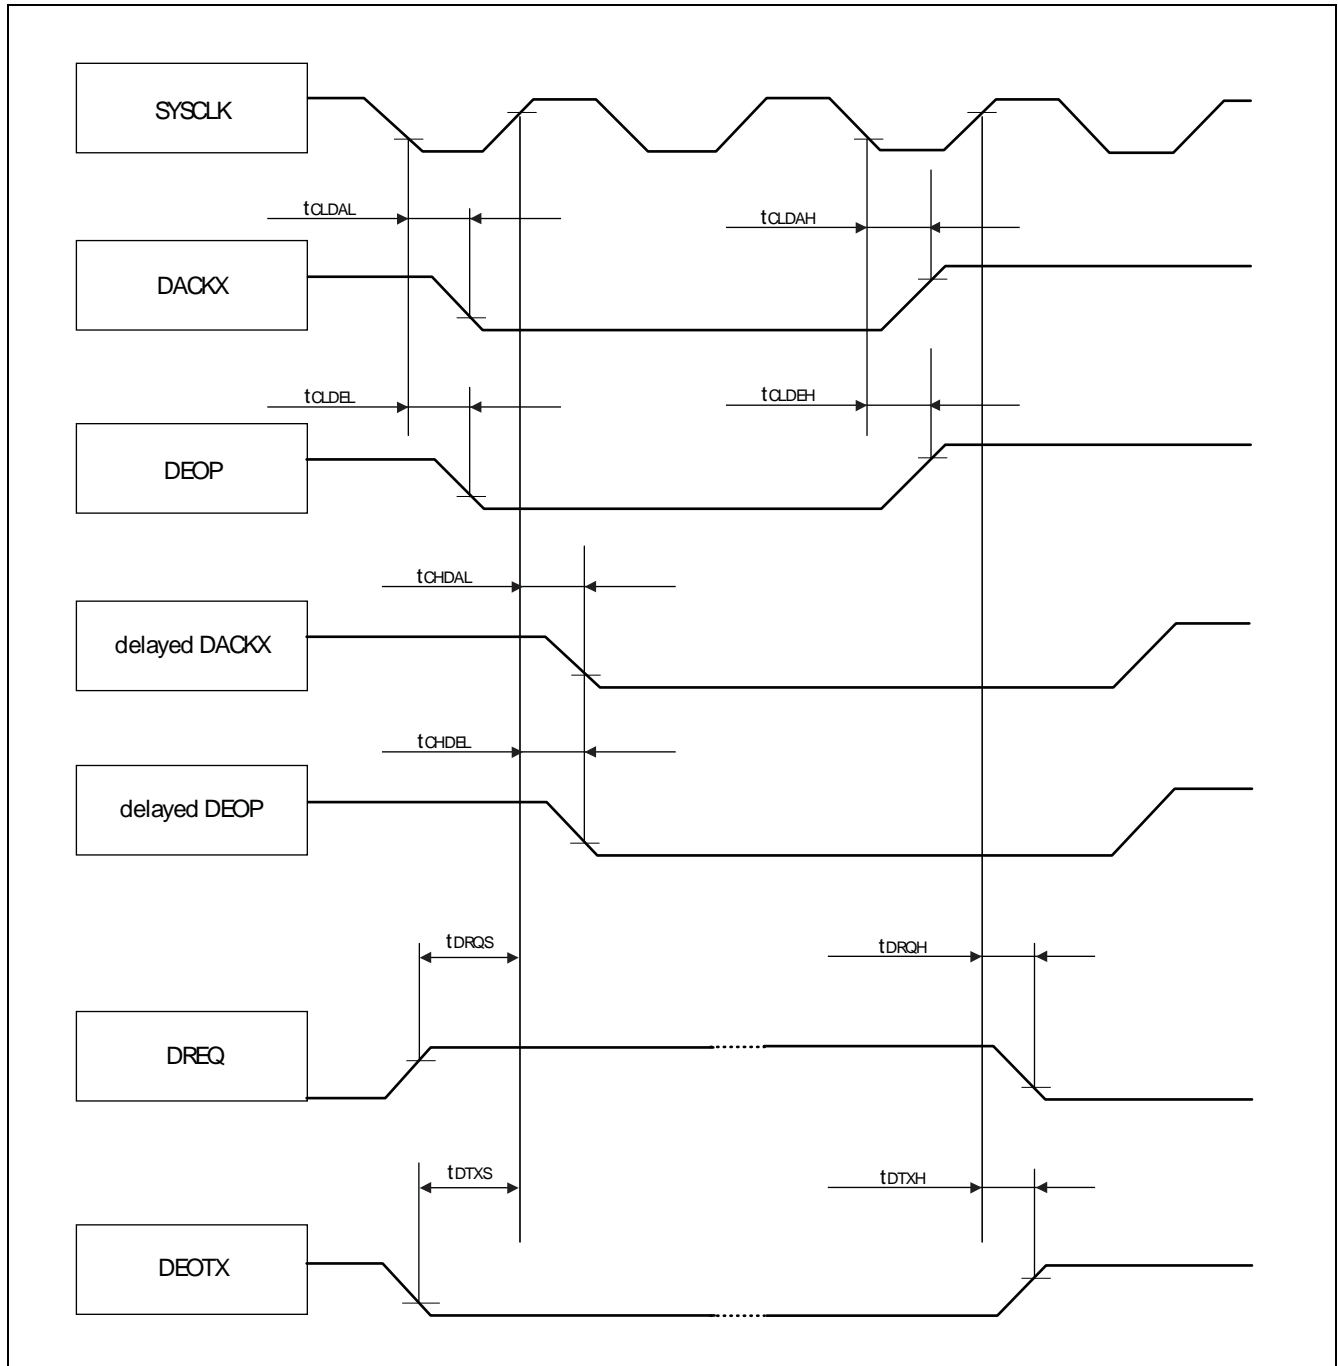 SYSCLK
tCLDAL
tCLDAH
DACKX
tCLDEL
tCLDEH
DEOP
tCHDAL
delayed DACKX
tCHDEL
delayed DEOP
tDRQS
tDRQH
DREQ
tDTXS
tDTXH
DEOTX